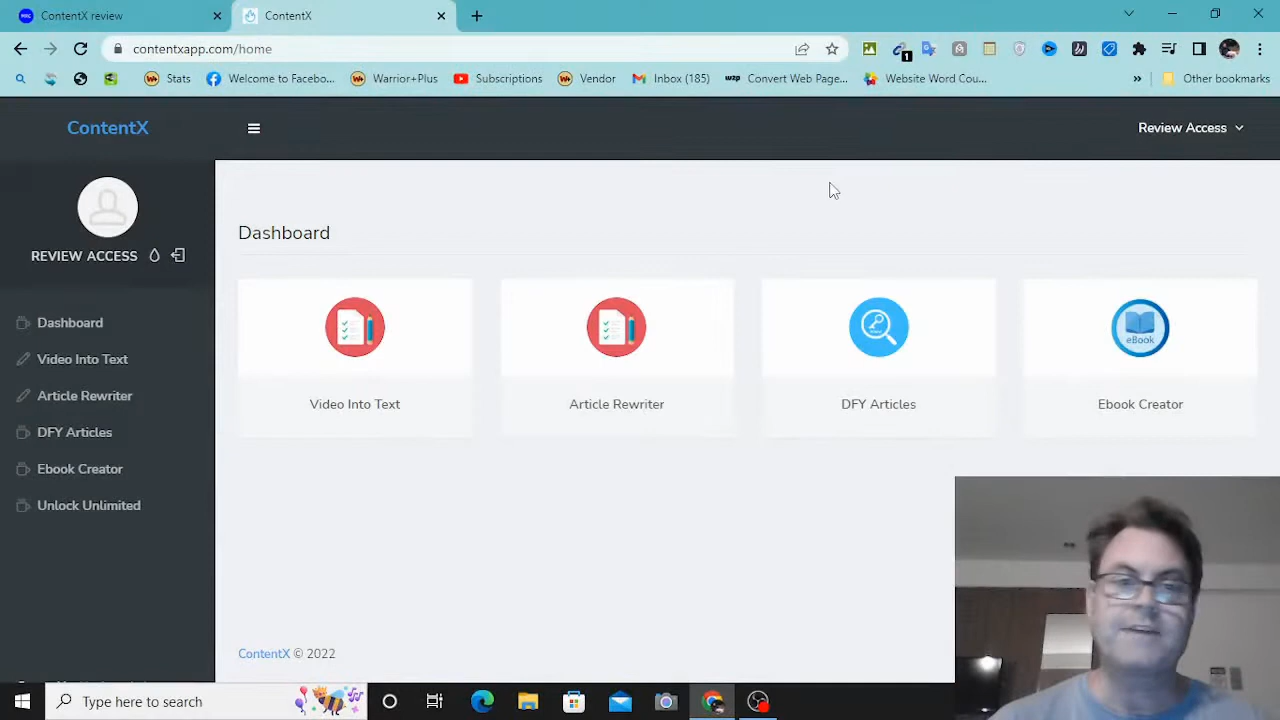 ContentX review
ContentX
contentxapp.com/home
1
Stats
Welcome to Facebo...
Warrior+Plus
Subscriptions
Vendor
Inbox (185)
wzp
Convert Web Page...
Website Word Cou...
»
Other bookmarks
ContentX
Review Access
REVIEW ACCESS
Dashboard
Video Into Text
Article Rewriter
DFY Articles
Ebook Creator
Unlock Unlimited
Dashboard
Video Into Text
Article Rewriter
DFY Articles
eBook
Ebook Creator
ContentX © 2022
Type here to search